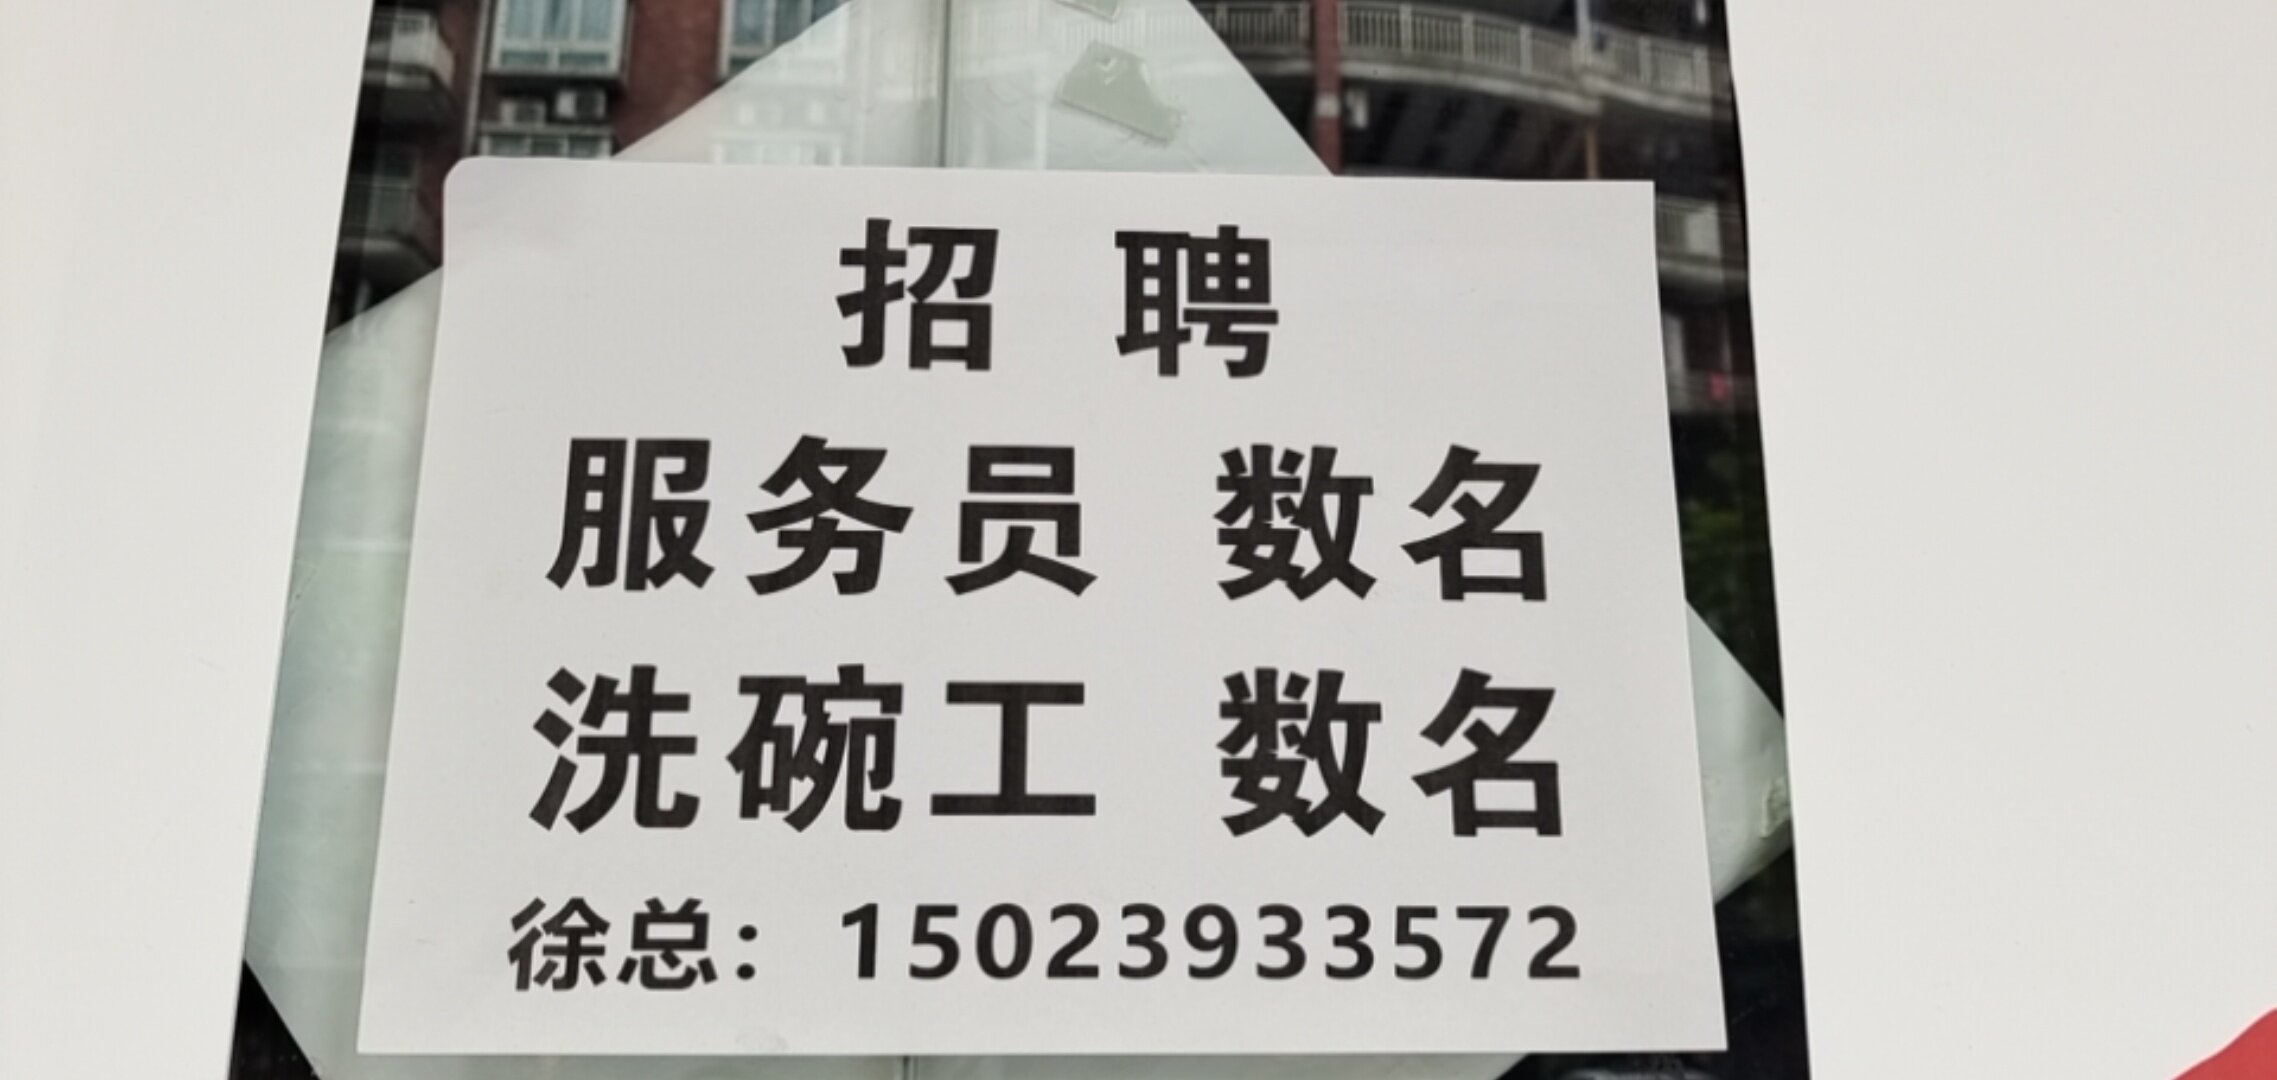 招 聘
服务员 数名
洗碗工 数名
徐总：15023933572